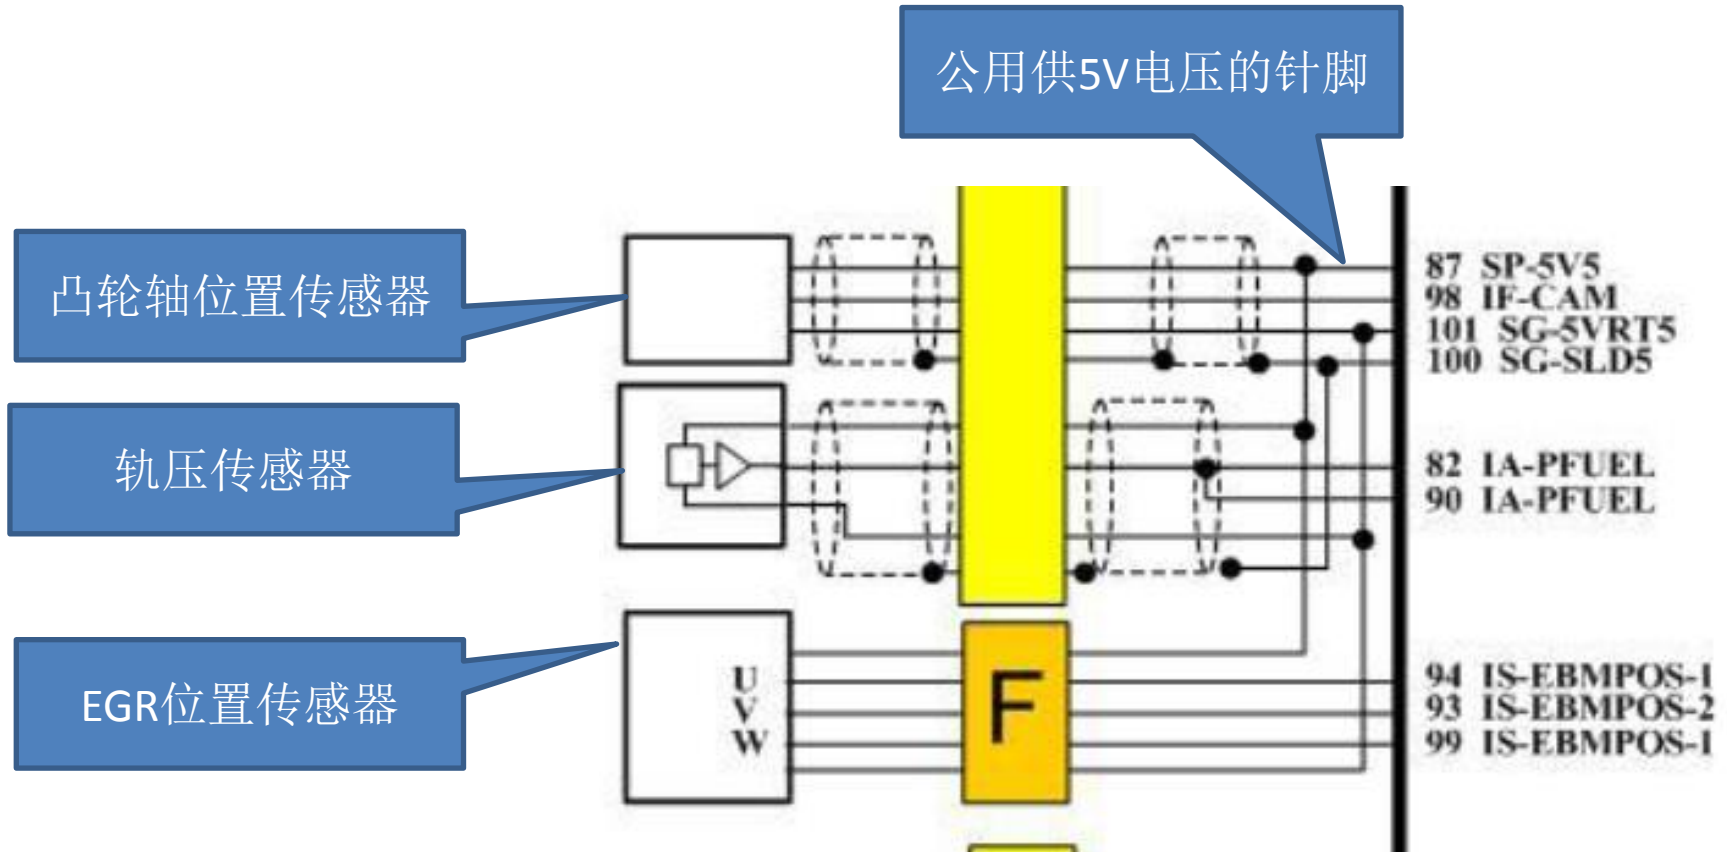 公用供5V电压的针脚
凸轮轴位置传感器
87 SP-5V5
98 IF-CAM
101 SG-5VRT5
100 SG-SLD5
轨压传感器
82 IA-PFUEL
90 IA-PFUEL
EGR位置传感器
U
V
W
F
94 IS-EBMPOS-1
93 IS-EBMPOS-2
99 IS-EBMPOS-1